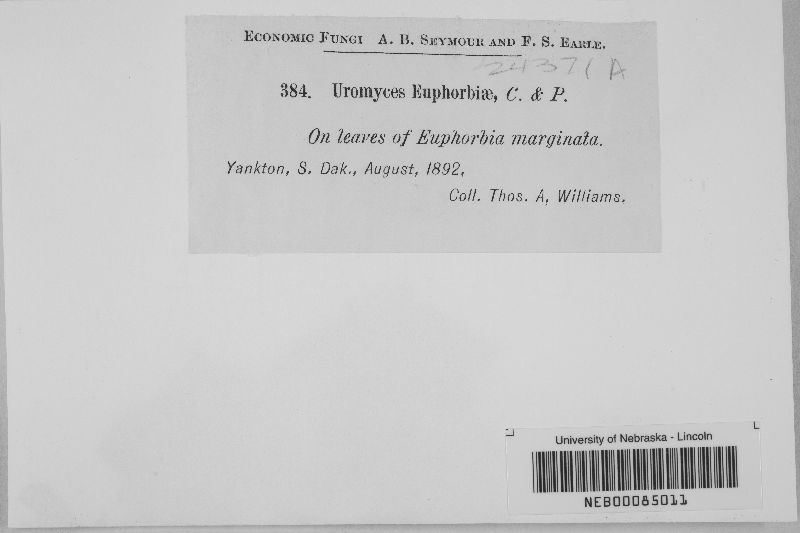 Economic Fungi A. B. Seymour and F. S. Earle.
24371A
384. Uromyces Euphorbiæ, C. & P.
On leaves of Euphorbia marginata.
Yankton, S. Dak., August, 1892,
Coll. Thos. A, Williams.
University of Nebraska - Lincoln
NEB00085011